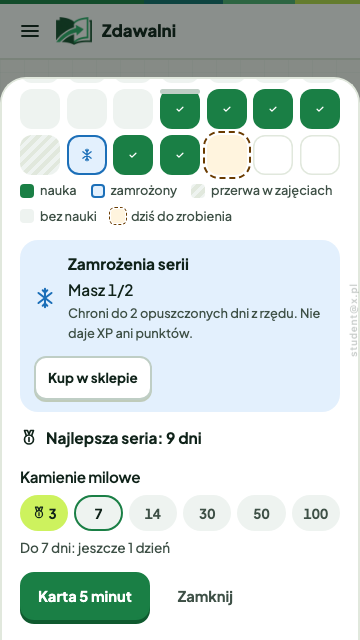 Zdawalni
nauka
zamrożony
przerwa w zajęciach
bez nauki
dziś do zrobienia
Zamrożenia serii
Masz 1/2
Chroni do 2 opuszczonych dni z rzędu. Nie
daje XP ani punktów.
Kup w sklepie
student@x.pl
Najlepsza seria: 9 dni
Kamienie milowe
3 7 14 30 50 100
Do 7 dni: jeszcze 1 dzień
Karta 5 minut
Zamknij